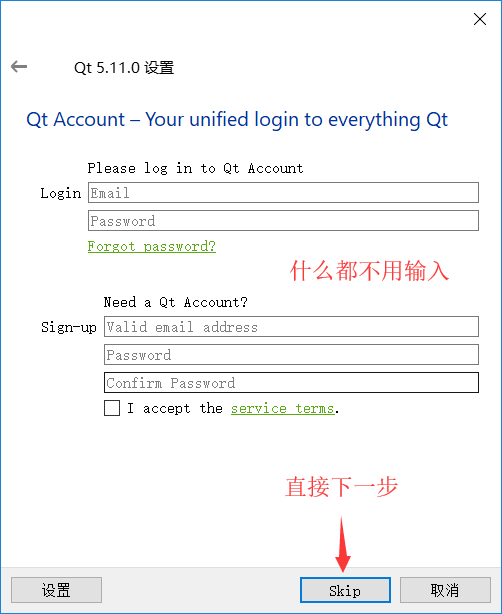 Qt 5.11.0 设置
Qt Account – Your unified login to everything Qt
Please log in to Qt Account
Login Email
Password
Forgot password?
什么都不用输入
Need a Qt Account?
Sign-up Valid email address
Password
Confirm Password
I accept the service terms.
直接下一步
设置 Skip 取消